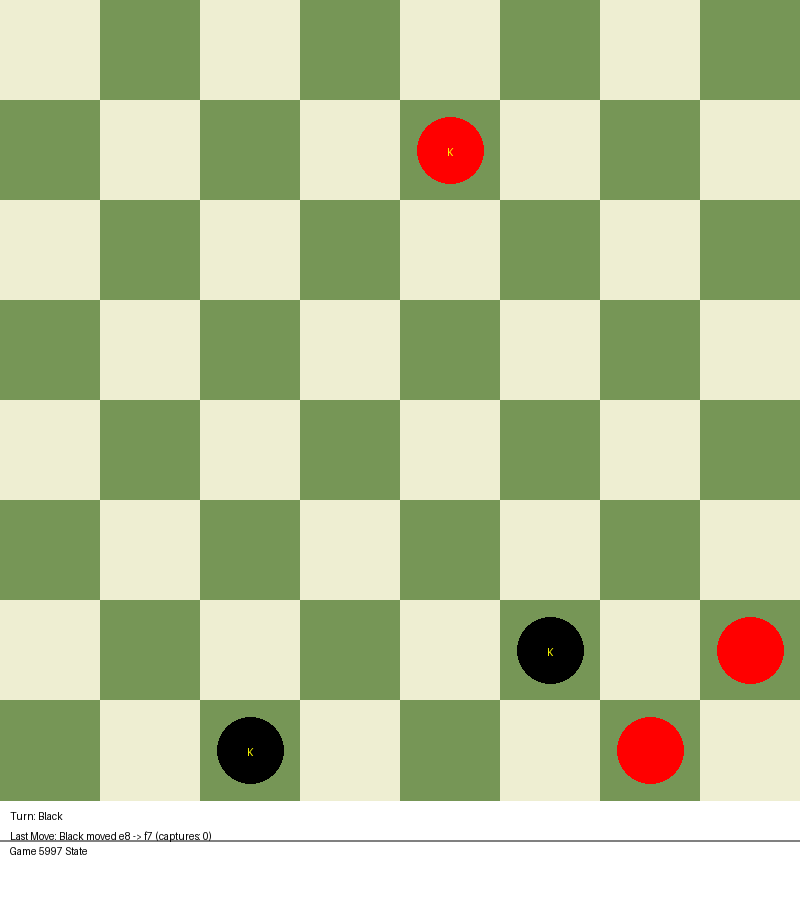 K
K
K
Turn: Black
Last Move: Black moved e8 -> f7 (captures: 0)
Game 5997 State